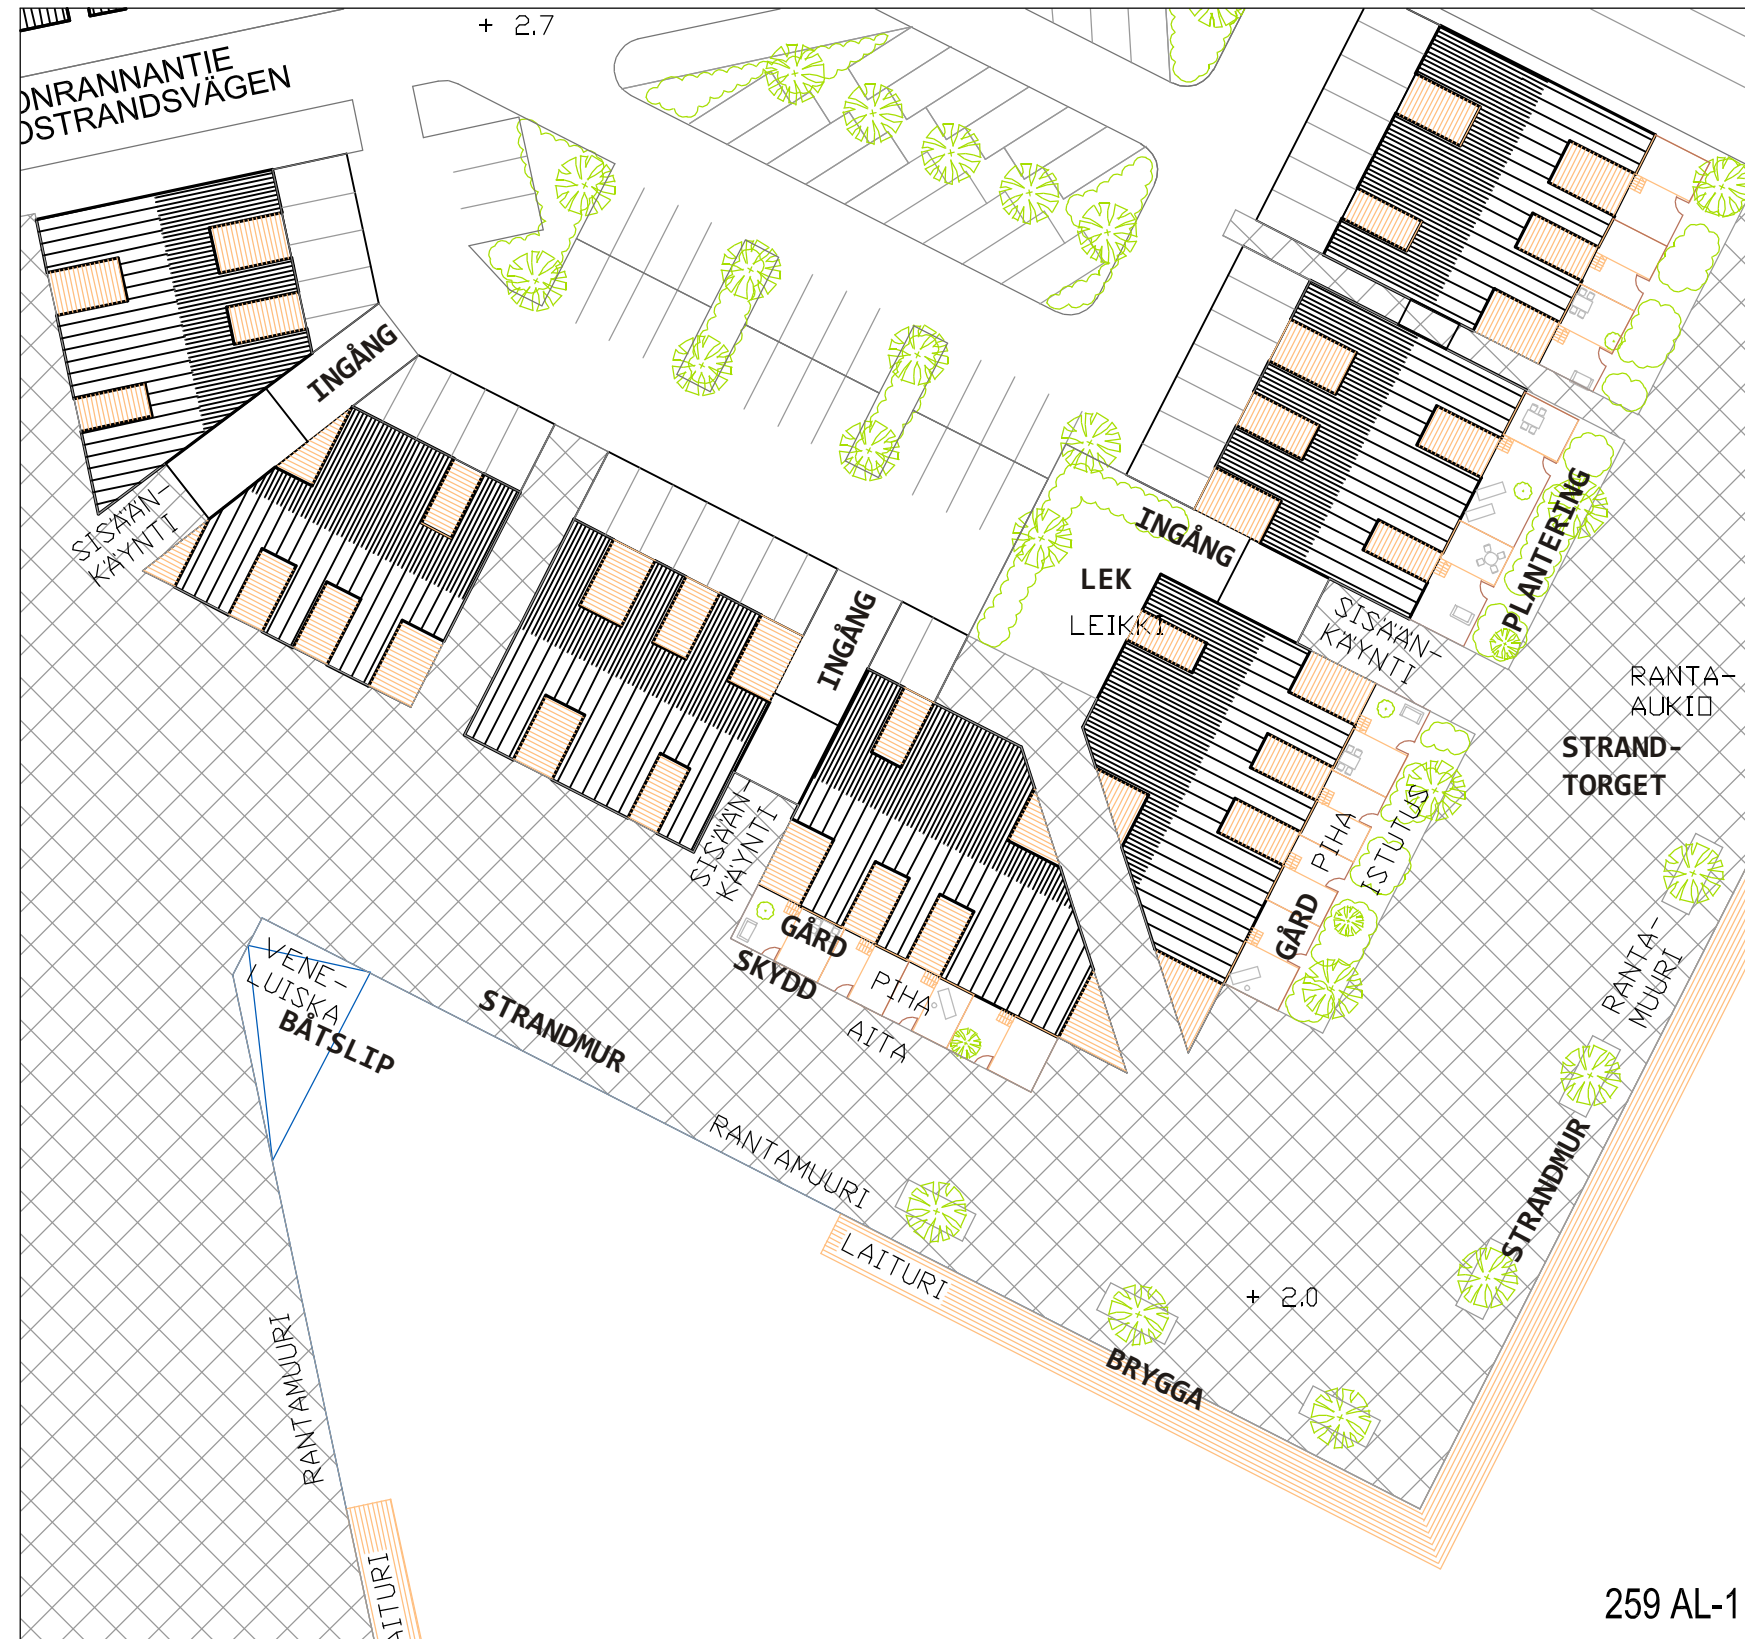 + 2.7
ONRANNANTIE
OSTRANDSVÄGEN
INGÅNG
SISÄÄN-
KÄYNTI
INGÅNG
SISÄÄN-
KÄYNTI
INGÅNG
LEK
LEIKKI
SISÄÄN-
KÄYNTI
PLANTERING
RANTA-
AUKIO
STRAND-
TORGET
PIHA
ISTUTUS
GÅRD
GÅRD
SKYDD
PIHA
AITA
VENE-
LUISKA
BÅTSLIP
STRANDMUR
RANTAMUURI
LAITURI
RANTA-
MUURI
STRANDMUR
+ 2.0
BRYGGA
RANTAMUURI
AITURI
259 AL-1